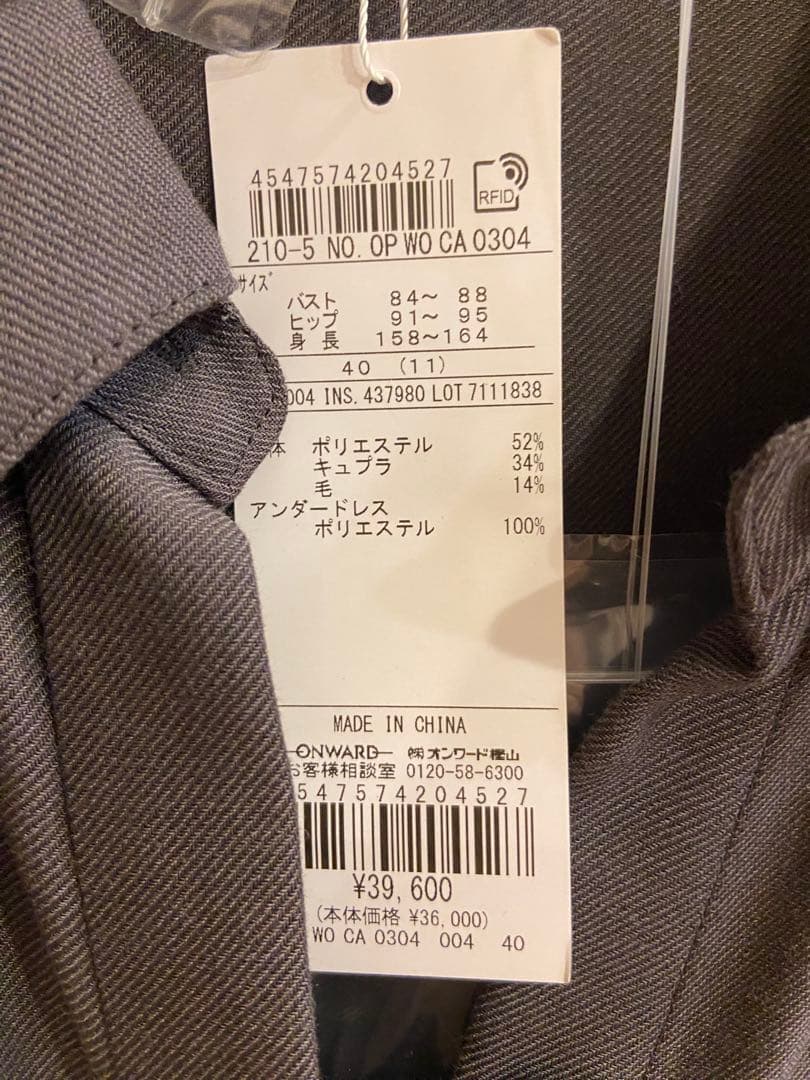 4547574204527
RFID
210-5 NO. OP WO CA 0304
サイズ
バスト 84～ 88
ヒップ 91～ 95
身長 158～164
40 (11)
004 INS. 437980 LOT 7111838
体 ポリエステル 52%
キュプラ 34%
毛 14%
アンダードレス
ポリエステル 100%
MADE IN CHINA
ONWARD ㈱オンワード樫山
お客様相談室 0120-58-6300
547574204527
¥39,600
(本体価格 ¥36,000)
WO CA 0304 004 40